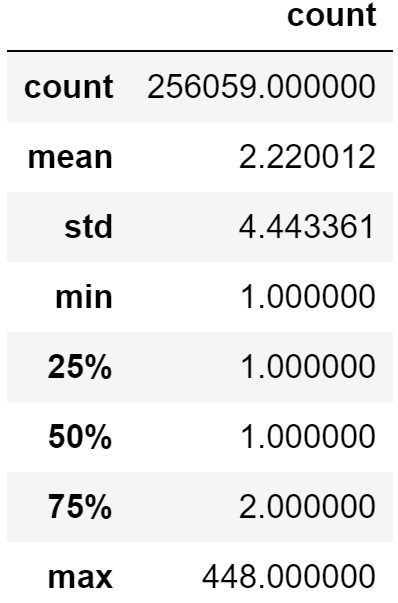 count
count 256059.000000
mean 2.220012
std 4.443361
min 1.000000
25% 1.000000
50% 1.000000
75% 2.000000
max 448.000000